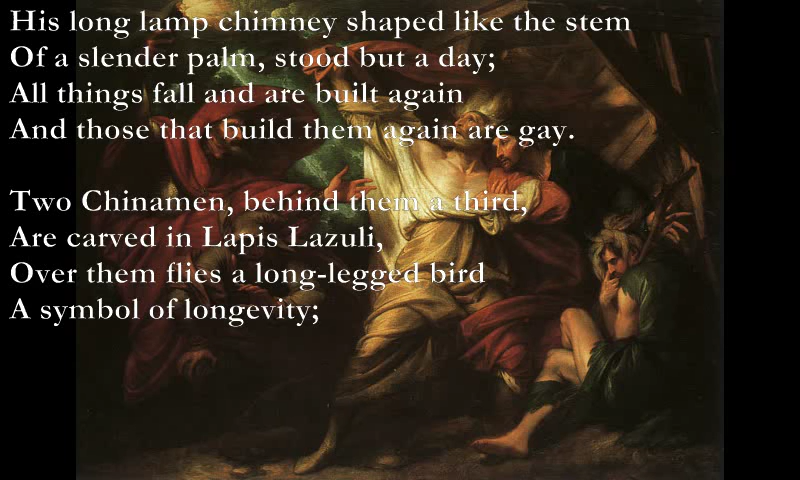 His long lamp chimney shaped like the stem
Of a slender palm, stood but a day;
All things fall and are built again
And those that build them again are gay.
Two Chinamen, behind them a third,
Are carved in Lapis Lazuli,
Over them flies a long-legged bird
A symbol of longevity;